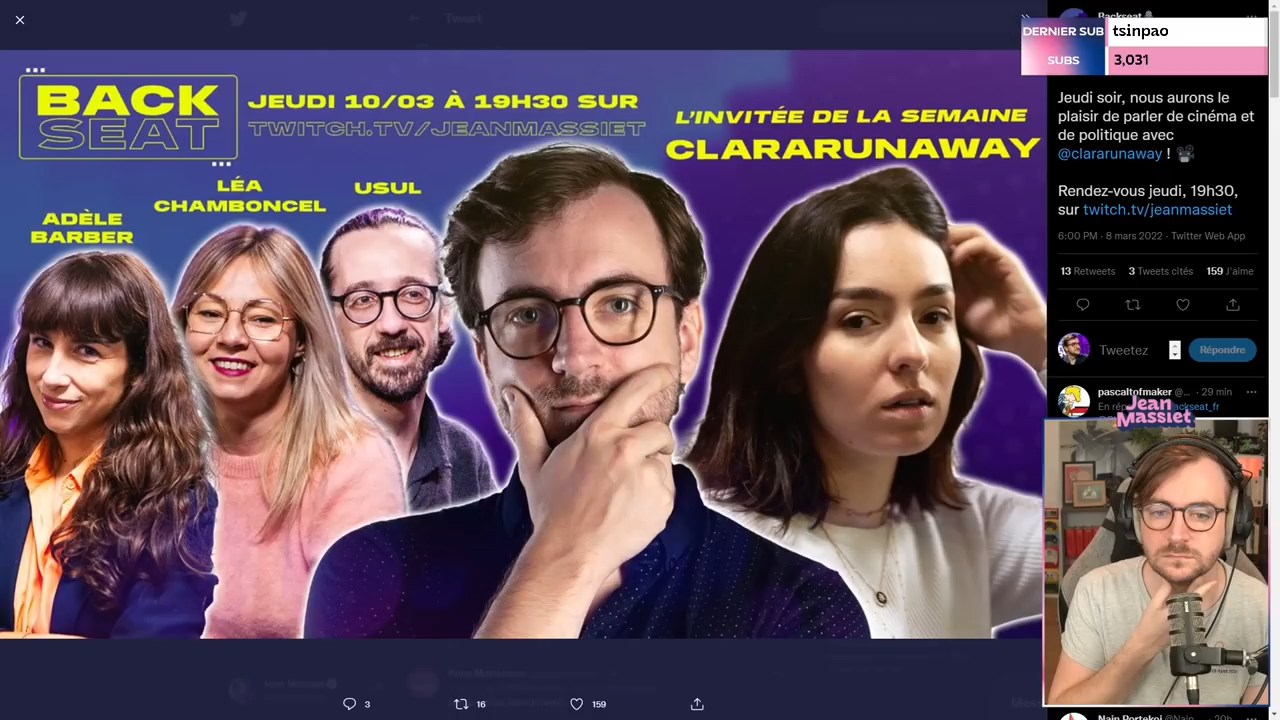 BACK
SEAT
JEUDI 10/03 À 19H30 SUR
TWITCH.TV/JEANMASSIET
L'INVITÉE DE LA SEMAINE
CLARARUNAWAY
ADÈLE
BARBER
LÉA
CHAMBONCEL
USUL
Tweet
Backseat
DERNIER SUB
tsinpao
SUBS
3,031
Jeudi soir, nous aurons le
plaisir de parler de cinéma et
de politique avec
@clararunaway !
Rendez-vous jeudi, 19h30,
sur twitch.tv/jeanmassiet
6:00 PM · 8 mars 2022 · Twitter Web App
13 Retweets 3 Tweets cités 159 J'aime
Tweetez
Répondre
pascaltofmaker @... · 29 min
Jean
Massiet
3
16
159